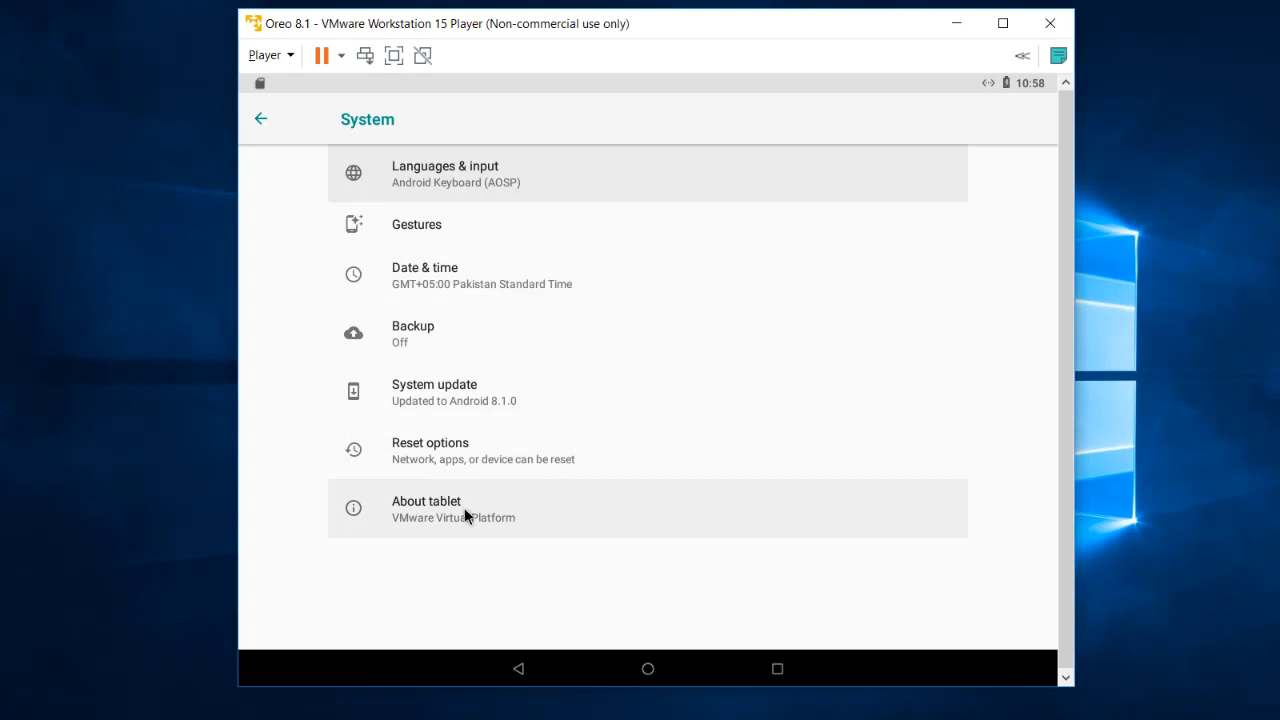 Oreo 8.1 - VMware Workstation 15 Player (Non-commercial use only)
Player
10:58
System
Languages & input
Android Keyboard (AOSP)
Gestures
Date & time
GMT+05:00 Pakistan Standard Time
Backup
Off
System update
Updated to Android 8.1.0
Reset options
Network, apps, or device can be reset
About tablet
VMware Virtual Platform